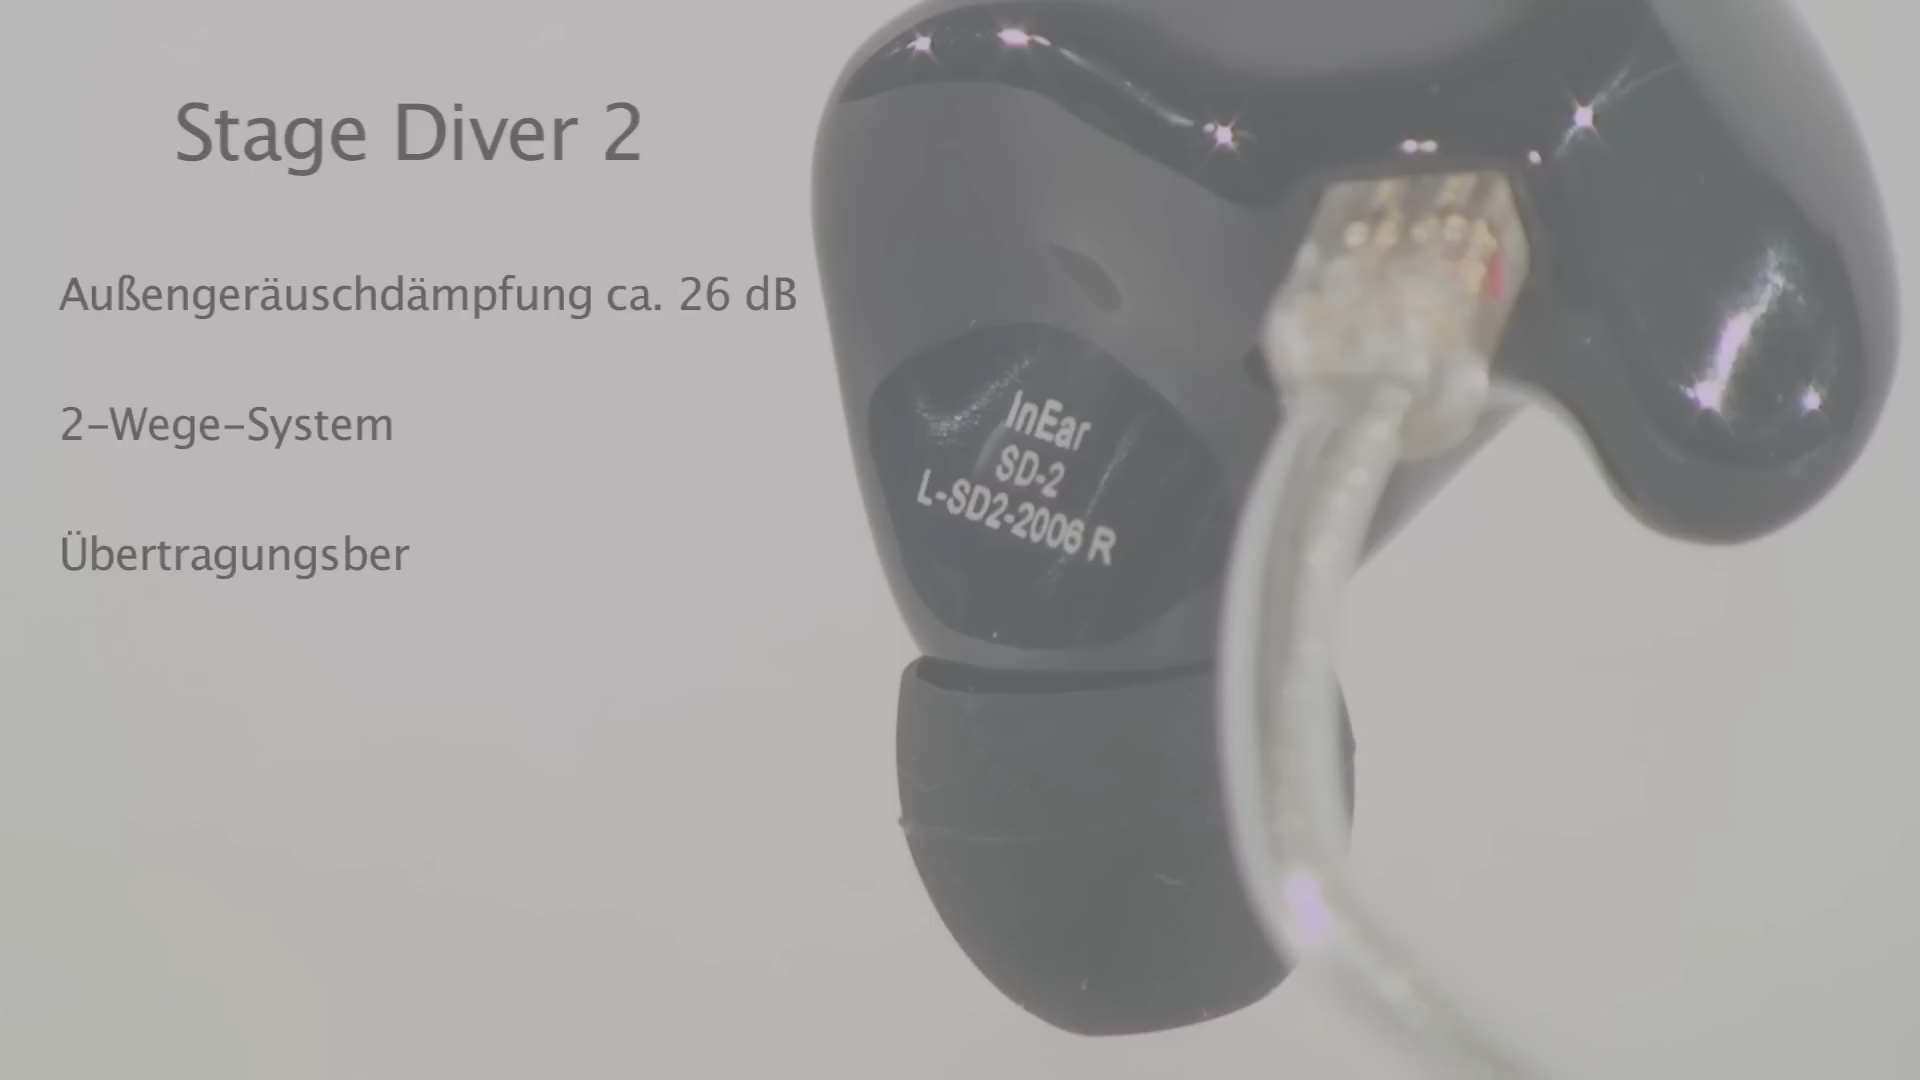 Stage Diver 2
Außengeräuschdämpfung ca. 26 dB
2-Wege-System
Übertragungsber
InEar
SD-2
L-SD2-2006 R